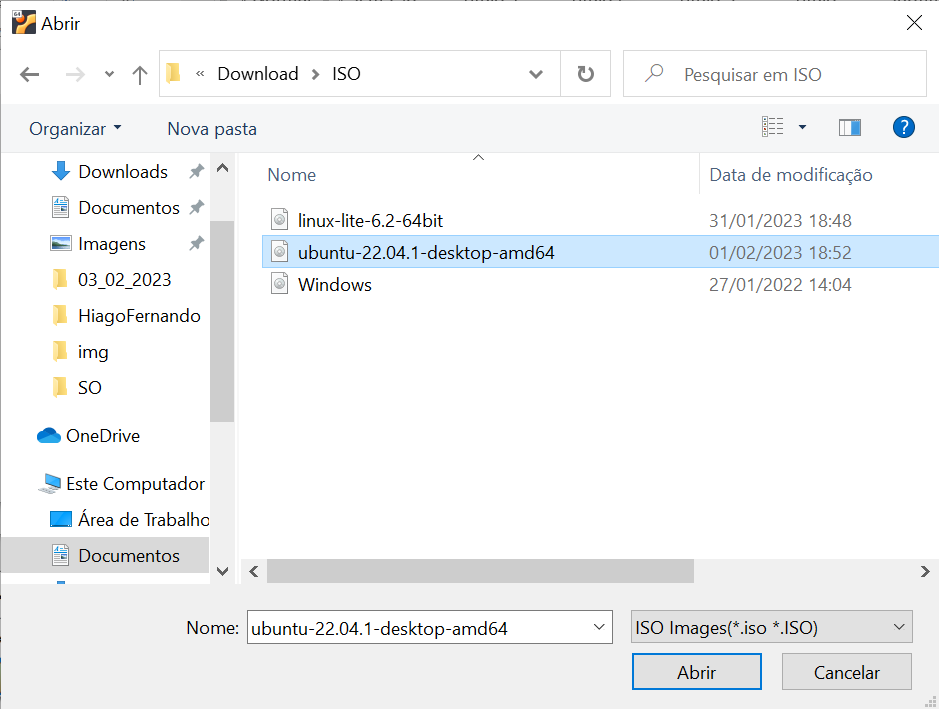 64 Abrir
« Download > ISO
Pesquisar em ISO
Organizar
Nova pasta
?
Downloads
Documentos
Imagens
03_02_2023
HiagoFernando
img
SO
OneDrive
Este Computador
Área de Trabalho
Documentos
Nome Data de modificação
linux-lite-6.2-64bit 31/01/2023 18:48
ubuntu-22.04.1-desktop-amd64 01/02/2023 18:52
Windows 27/01/2022 14:04
Nome: ubuntu-22.04.1-desktop-amd64 ISO Images(*.iso *.ISO)
Abrir Cancelar